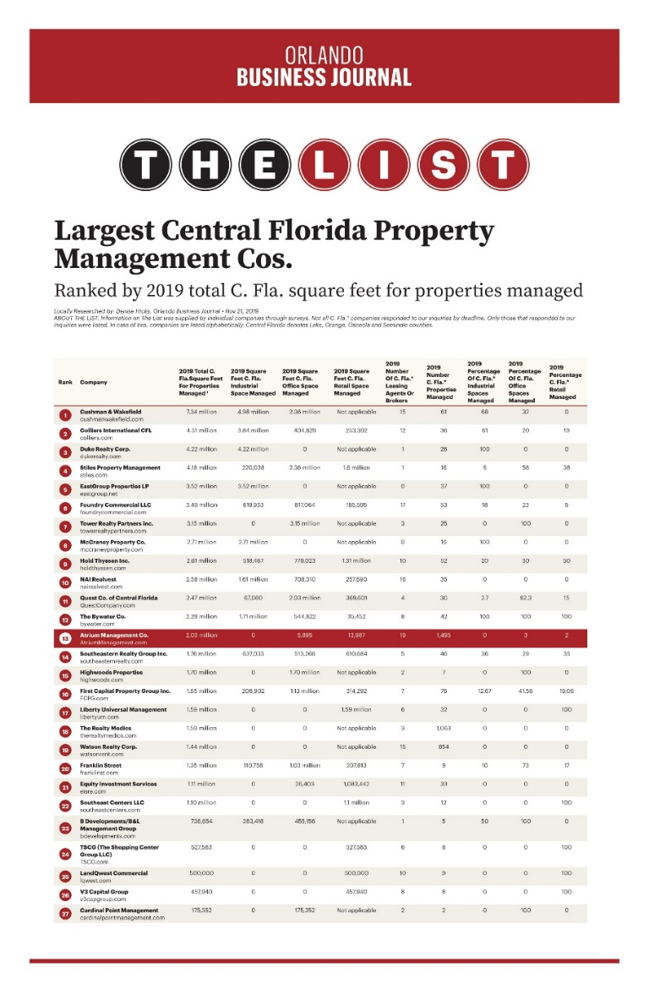 ORLANDO
BUSINESS JOURNAL
THE LIST
Largest Central Florida Property
Management Cos.
Ranked by 2019 total C. Fla. square feet for properties managed
Locally Researched by: Denise Hicks, Orlando Business Journal • Nov 21, 2019
ABOUT THE LIST: Information on The List was supplied by individual companies through surveys. Not all C. Fla.* companies responded to our inquiries by deadline. Only those that responded to our
inquiries were listed. In case of ties, companies are listed alphabetically. Central Florida denotes Lake, Orange, Osceola and Seminole counties.
Rank Company 2019 Total C. Fla.Square Feet For Properties Managed ¹ 2019 Square Feet C. Fla. Industrial Space Managed 2019 Square Feet C. Fla. Office Space Managed 2019 Square Feet C. Fla. Retail Space Managed 2019 Number Of C. Fla.* Leasing Agents Or Brokers 2019 Number C. Fla.* Properties Managed 2019 Percentage Of C. Fla.* Industrial Spaces Managed 2019 Percentage Of C. Fla. Office Spaces Managed 2019 Percentage C. Fla.* Retail Managed
1 Cushman & Wakefield 7.34 million 4.98 million 2.36 million Not applicable 15 61 68 32 0
cushmanwakefield.com
2 Colliers International CFL 4.51 million 3.84 million 404,829 253,392 12 36 61 20 19
colliers.com
3 Duke Realty Corp. 4.22 million 4.22 million 0 Not applicable 1 26 100 0 0
dukerealty.com
4 Stiles Property Management 4.18 million 220,038 2.36 million 1.6 million 1 16 6 56 38
stiles.com
5 EastGroup Properties LP 3.52 million 3.52 million 0 Not applicable 0 37 100 0 0
eastgroup.net
6 Foundry Commercial LLC 3.49 million 619,933 817,064 185,595 17 53 18 23 5
foundrycommercial.com
7 Tower Realty Partners Inc. 3.15 million 0 3.15 million Not applicable 3 25 0 100 0
towerrealtypartners.com
8 McCraney Property Co. 2.71 million 2.71 million 0 Not applicable 0 16 100 0 0
mccraneyproperty.com
9 Hold Thyssen Inc. 2.61 million 518,467 779,023 1.31 million 10 52 20 30 50
holdthyssen.com
10 NAI Realvest 2.58 million 1.61 million 708,310 257,690 16 35 0 0 0
nairealvest.com
11 Quest Co. of Central Florida 2.47 million 67,060 2.03 million 369,601 4 30 2.7 82.3 15
QuestCompany.com
12 The Bywater Co. 2.29 million 1.71 million 544,822 35,452 8 42 100 100 100
bywater.com
13 Atrium Management Co. 2.03 million 0 5,895 13,987 19 1,495 0 3 2
AtriumManagement.com
14 Southeastern Realty Group Inc. 1.76 million 637,033 513,266 610,684 5 46 36 29 35
southeasternrealty.com
15 Highwoods Properties 1.70 million 0 1.70 million Not applicable 2 7 0 100 0
highwoods.com
16 First Capital Property Group Inc. 1.65 million 208,902 1.13 million 314,292 7 76 12.67 41.56 19.06
FCPG.com
17 Liberty Universal Management 1.59 million 0 0 1.59 million 6 32 0 0 100
libertyum.com
18 The Realty Medics 1.59 million 0 0 Not applicable 3 1,063 0 0 0
therealtymedics.com
19 Watson Realty Corp. 1.44 million 0 0 Not applicable 15 854 0 0 0
watsonrent.com
20 Franklin Street 1.35 million 110,758 1.03 million 207,813 7 9 10 73 17
franklinst.com
21 Equity Investment Services 1.11 million 0 26,403 1,083,442 11 33 0 0 0
eisre.com
22 Southeast Centers LLC 1.10 million 0 0 1.1 million 3 12 0 0 100
southeastcenters.com
23 B Developments/B&L 738,654 283,418 455,156 Not applicable 1 5 50 100 0
Management Group
bdevelopments.com
24 TSCG (The Shopping Center 527,583 0 0 527,583 6 6 0 0 100
Group LLC)
TSCG.com
25 LandQwest Commercial 500,000 0 0 500,000 10 9 0 0 100
lqwest.com
26 V3 Capital Group 457,940 0 0 457,940 8 8 0 0 100
v3capgroup.com
27 Cardinal Point Management 175,352 0 175,352 Not applicable 2 2 0 100 0
cardinalpointmanagement.com